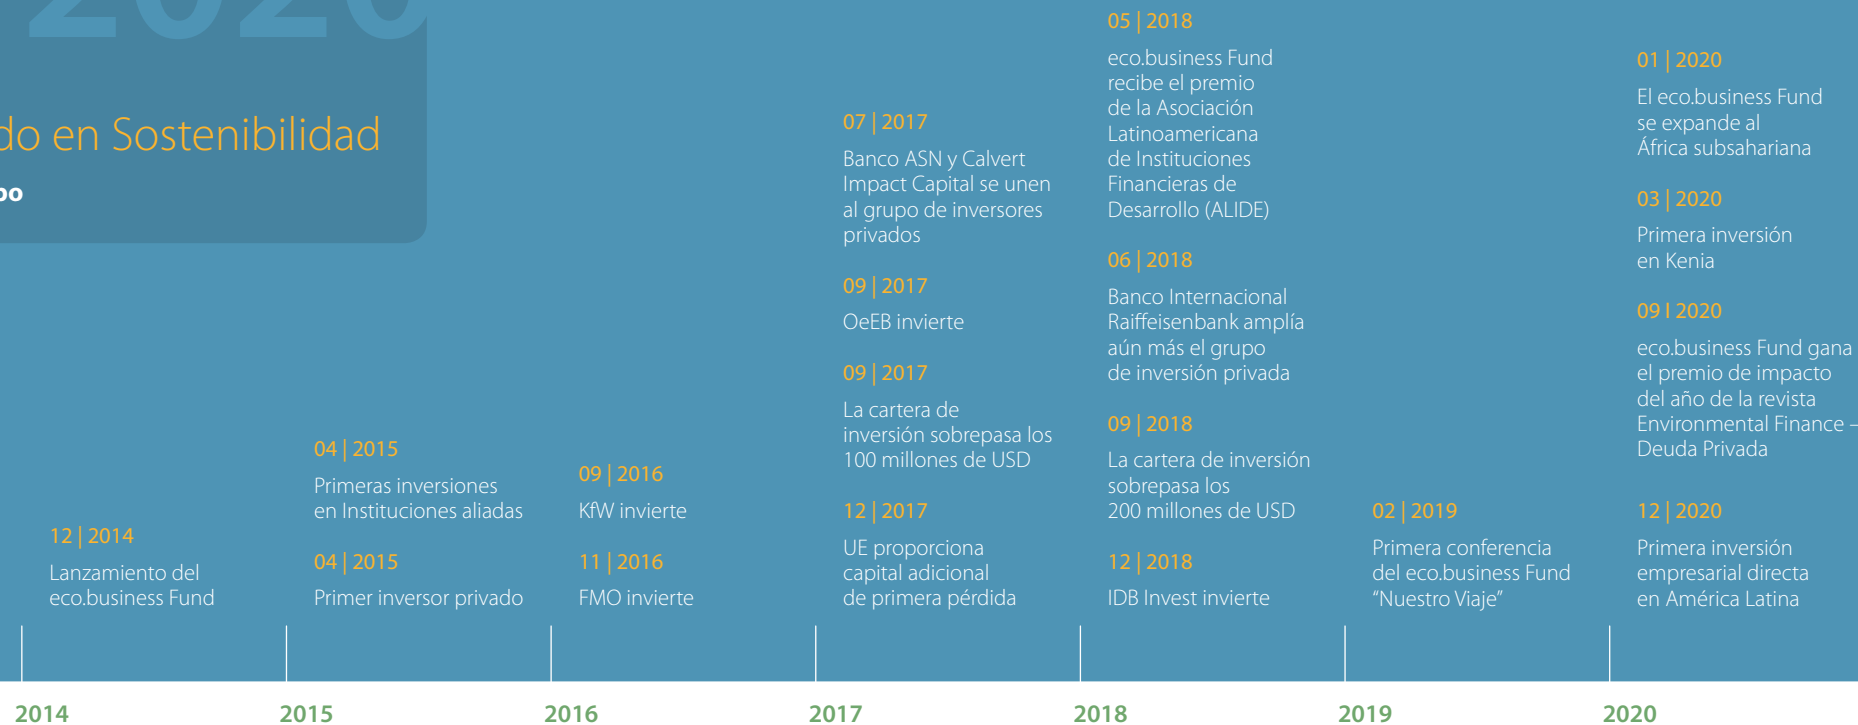 2020
do en Sostenibilidad
po
12 | 2014
Lanzamiento del
eco.business Fund
04 | 2015
Primeras inversiones
en Instituciones aliadas
04 | 2015
Primer inversor privado
09 | 2016
KfW invierte
11 | 2016
FMO invierte
07 | 2017
Banco ASN y Calvert
Impact Capital se unen
al grupo de inversores
privados
09 | 2017
OeEB invierte
09 | 2017
La cartera de
inversión sobrepasa los
100 millones de USD
12 | 2017
UE proporciona
capital adicional
de primera pérdida
05 | 2018
eco.business Fund
recibe el premio
de la Asociación
Latinoamericana
de Instituciones
Financieras de
Desarrollo (ALIDE)
06 | 2018
Banco Internacional
Raiffeisenbank amplía
aún más el grupo
de inversión privada
09 | 2018
La cartera de inversión
sobrepasa los
200 millones de USD
12 | 2018
IDB Invest invierte
02 | 2019
Primera conferencia
del eco.business Fund
“Nuestro Viaje”
01 | 2020
El eco.business Fund
se expande al
África subsahariana
03 | 2020
Primera inversión
en Kenia
09 I 2020
eco.business Fund gana
el premio de impacto
del año de la revista
Environmental Finance –
Deuda Privada
12 | 2020
Primera inversión
empresarial directa
en América Latina
2014
2015
2016
2017
2018
2019
2020